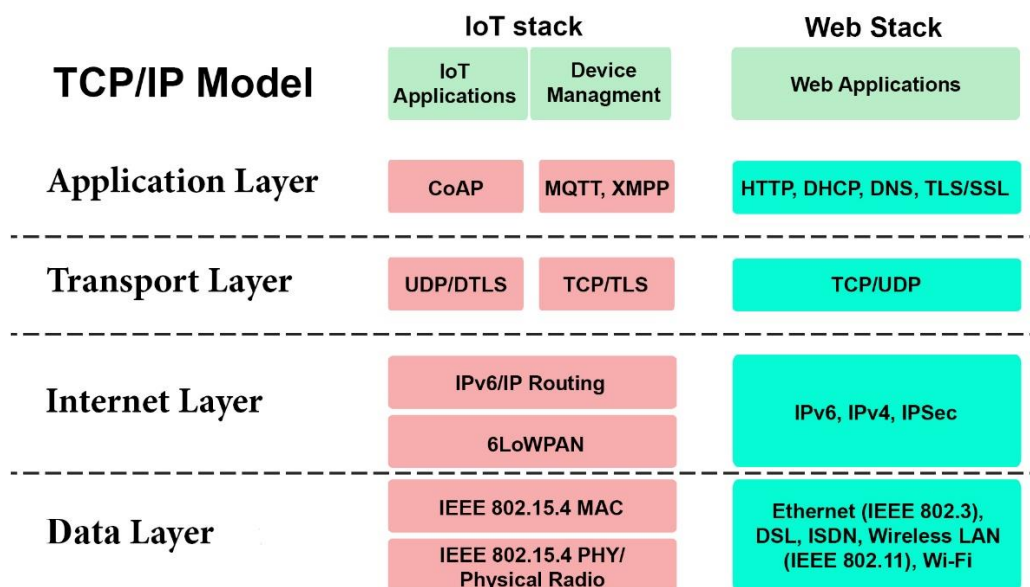 IoT stack
Web Stack
TCP/IP Model
IoT
Applications
Device
Managment
Web Applications
Application Layer
CoAP
MQTT, XMPP
HTTP, DHCP, DNS, TLS/SSL
Transport Layer
UDP/DTLS
TCP/TLS
TCP/UDP
Internet Layer
IPv6/IP Routing
6LoWPAN
IPv6, IPv4, IPSec
Data Layer
IEEE 802.15.4 MAC
IEEE 802.15.4 PHY/
Physical Radio
Ethernet (IEEE 802.3),
DSL, ISDN, Wireless LAN
(IEEE 802.11), Wi-Fi